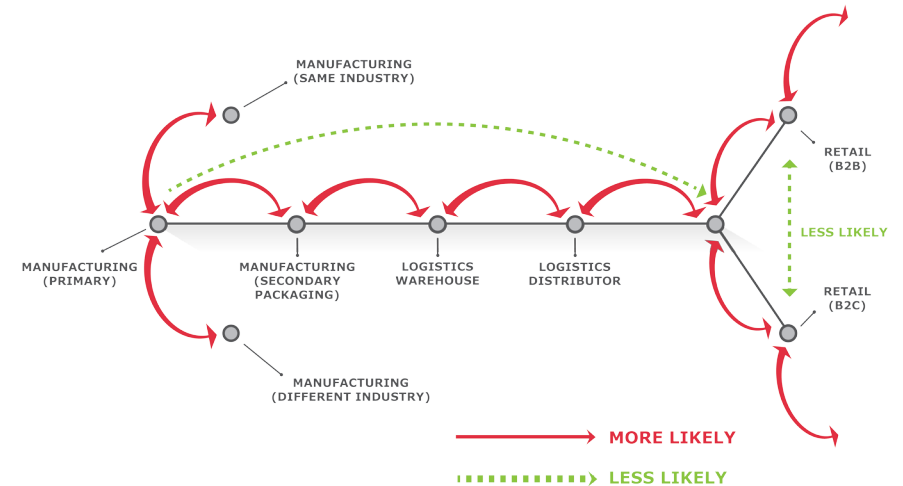 MANUFACTURING
(SAME INDUSTRY)
RETAIL
(B2B)
LESS LIKELY
MANUFACTURING
(PRIMARY)
MANUFACTURING
(SECONDARY
PACKAGING)
LOGISTICS
WAREHOUSE
LOGISTICS
DISTRIBUTOR
RETAIL
(B2C)
MANUFACTURING
(DIFFERENT INDUSTRY)
MORE LIKELY
LESS LIKELY